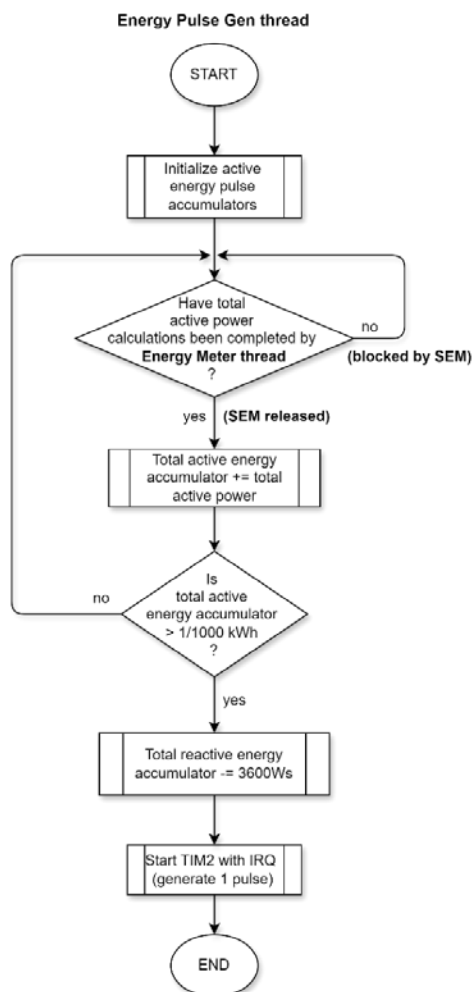 Energy Pulse Gen thread
START
Initialize active
energy pulse
accumulators
Have total
active power
calculations been completed by
Energy Meter thread
?
no
(blocked by SEM)
yes
(SEM released)
Total active energy
accumulator += total
active power
Is
total active
energy accumulator
> 1/1000 kWh
?
no
yes
Total reactive energy
accumulator -= 3600Ws
Start TIM2 with IRQ
(generate 1 pulse)
END